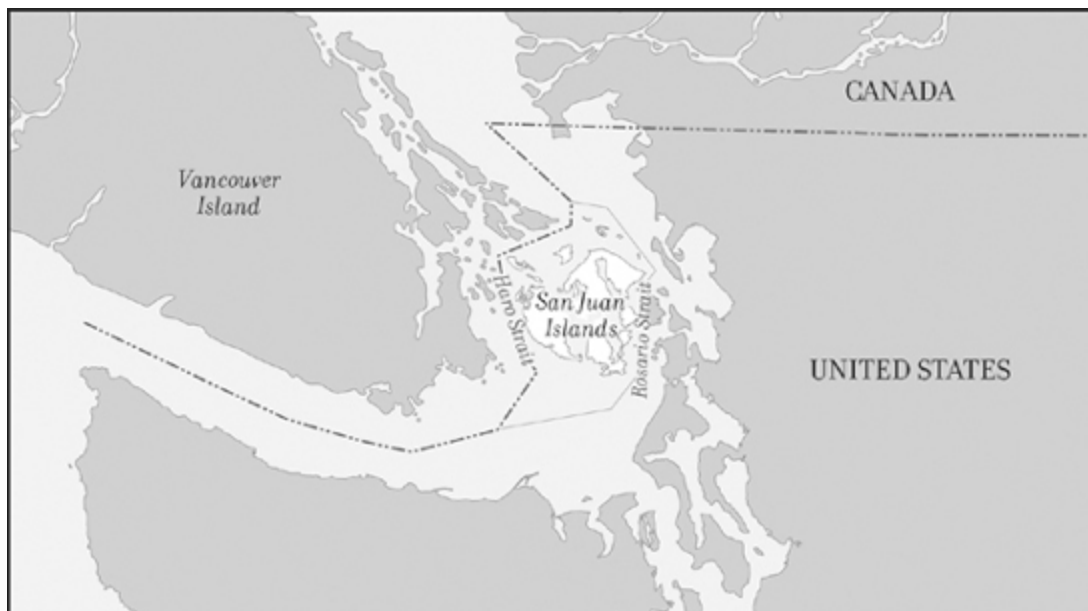 CANADA
Vancouver
Island
Haro Strait
San Juan
Islands
Rosario Strait
UNITED STATES